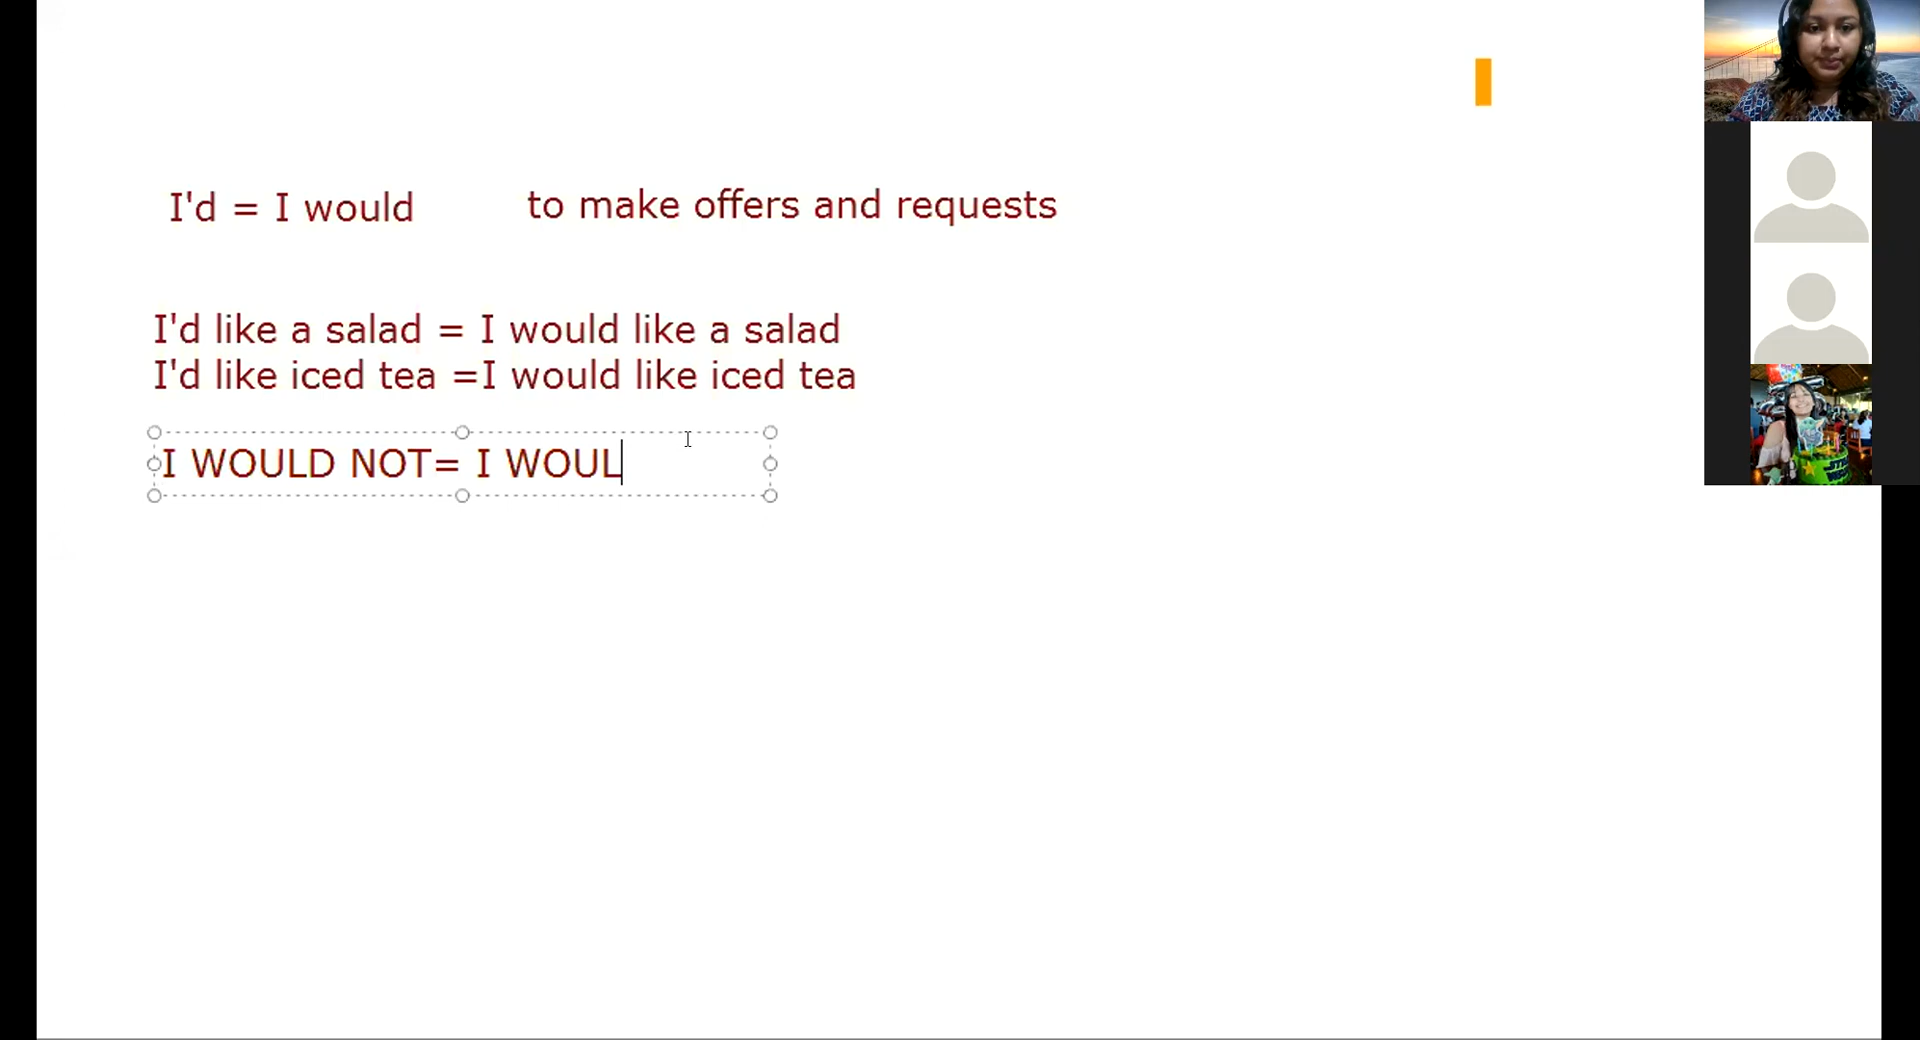 I'd = I would to make offers and requests
I'd like a salad = I would like a salad
I'd like iced tea =I would like iced tea
I WOULD NOT= I WOUL